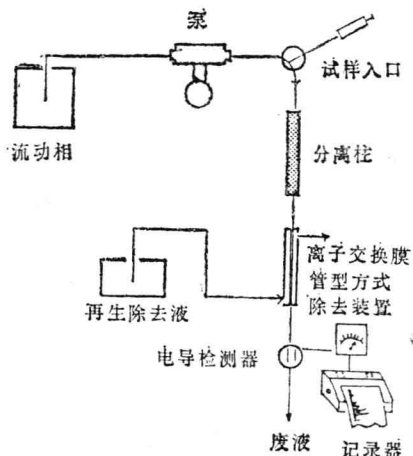 泵
试样入口
流动相
分离柱
离子交换膜
管型方式
除去装置
再生除去液
电导检测器
废液
记录器